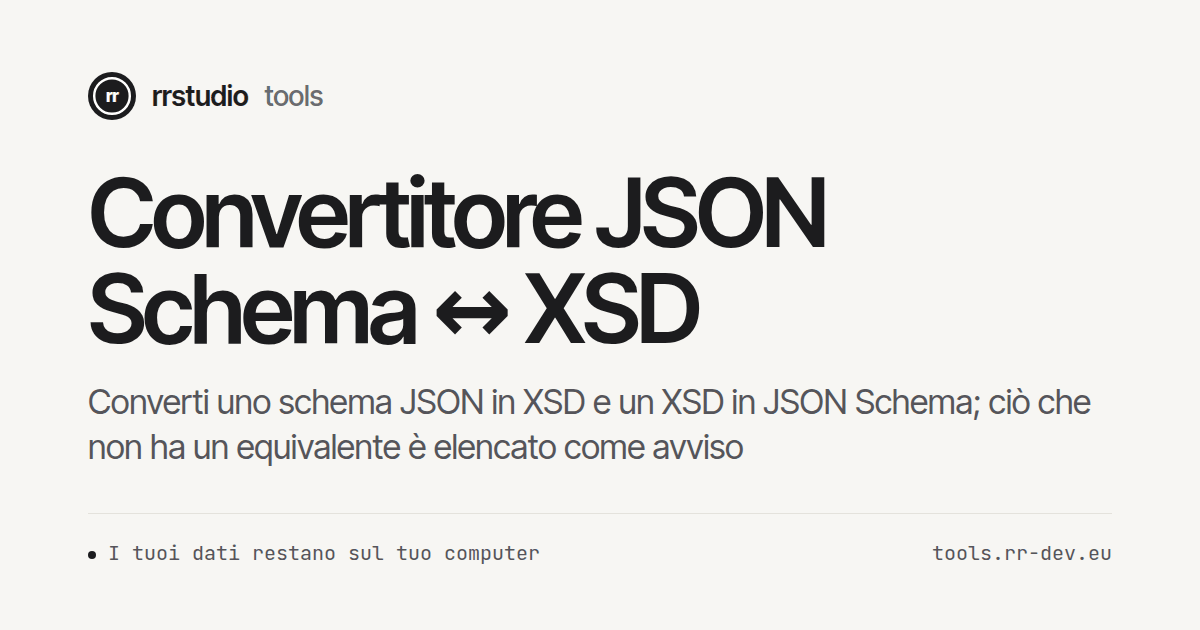 rr rrstudio tools
Convertitore JSON
Schema ↔ XSD
Converti uno schema JSON in XSD e un XSD in JSON Schema; ciò che
non ha un equivalente è elencato come avviso
• I tuoi dati restano sul tuo computer
tools.rr-dev.eu